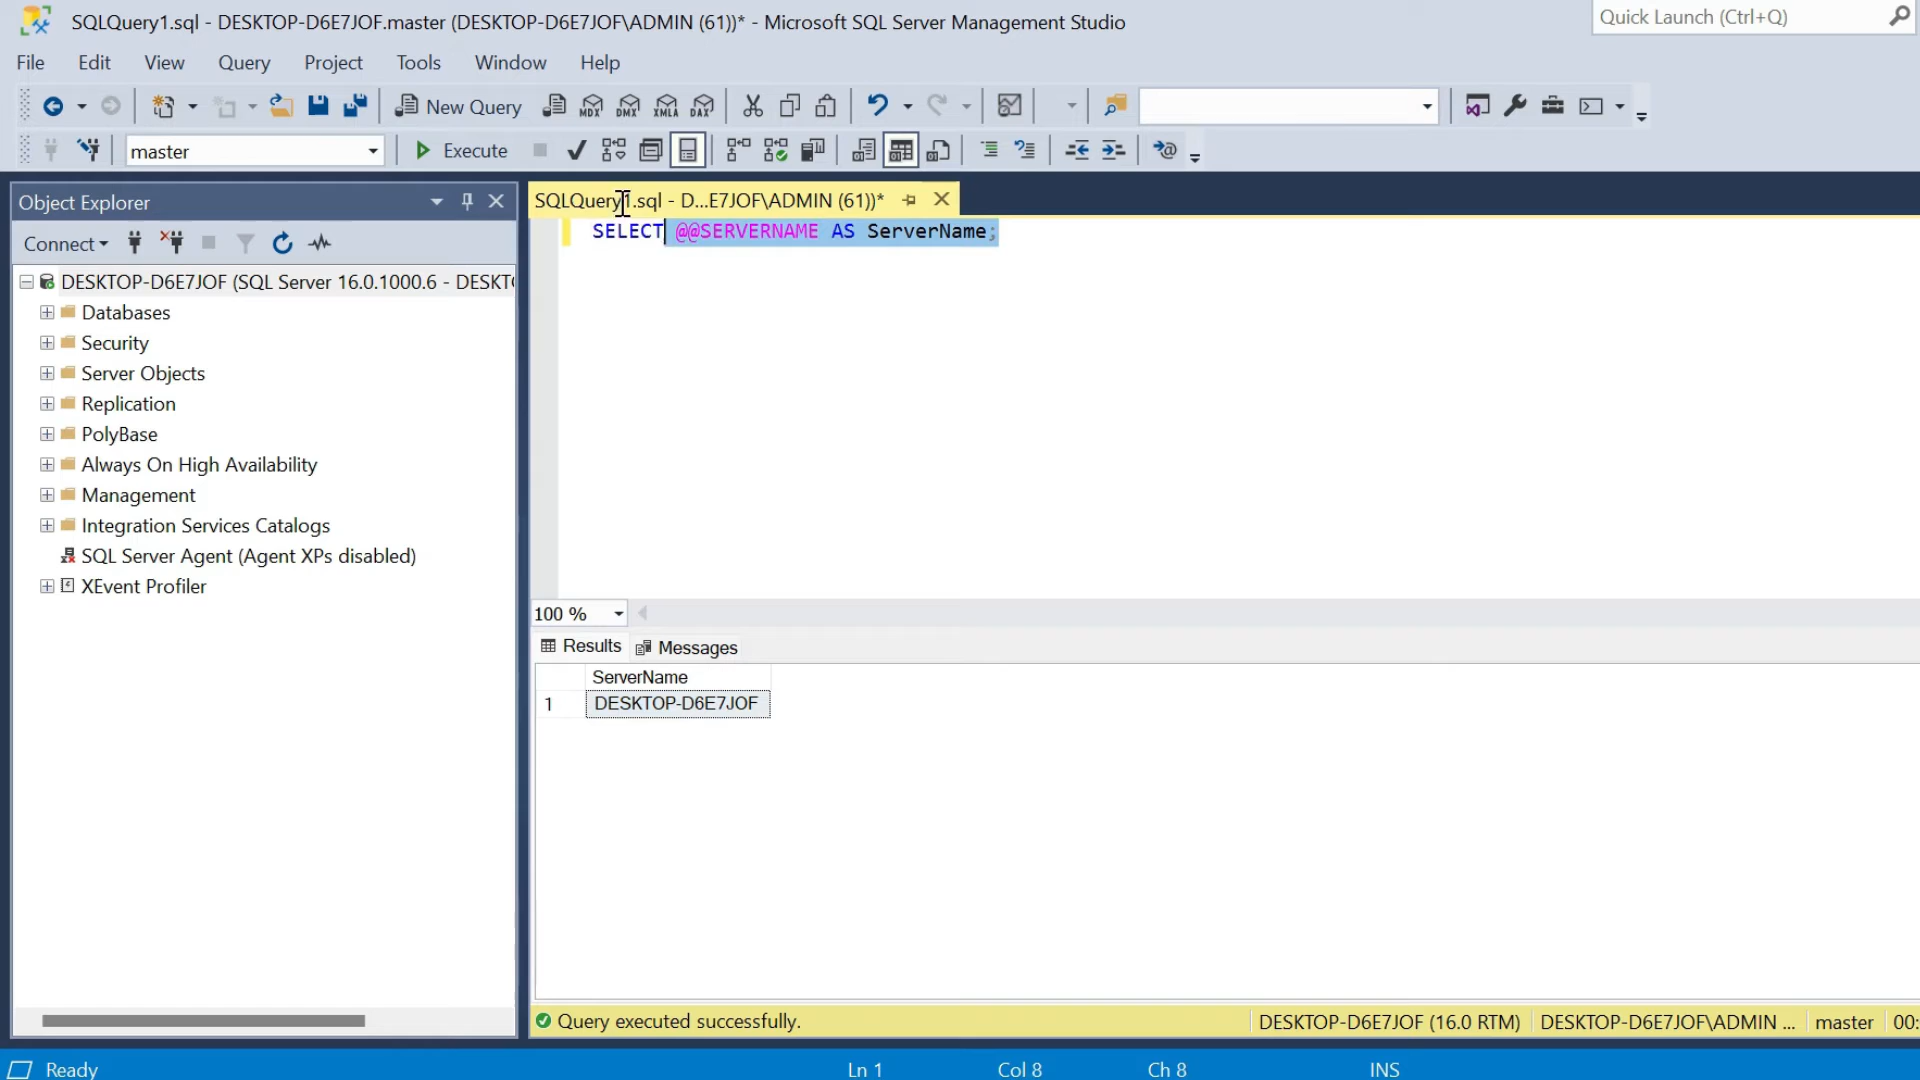 SQLQuery1.sql - DESKTOP-D6E7JOF.master (DESKTOP-D6E7JOF\ADMIN (61))* - Microsoft SQL Server Management Studio
Quick Launch (Ctrl+Q)
File Edit View Query Project Tools Window Help
New Query MDX DMX XMLA DAX
master Execute
Object Explorer
Connect
DESKTOP-D6E7JOF (SQL Server 16.0.1000.6 - DESKT
Databases
Security
Server Objects
Replication
PolyBase
Always On High Availability
Management
Integration Services Catalogs
SQL Server Agent (Agent XPs disabled)
XEvent Profiler
SQLQuery1.sql - D...E7JOF\ADMIN (61))*
SELECT @@SERVERNAME AS ServerName;
100 %
Results Messages
ServerName
1 DESKTOP-D6E7JOF
Query executed successfully. DESKTOP-D6E7JOF (16.0 RTM) DESKTOP-D6E7JOF\ADMIN ... master 00:
Ready Ln 1 Col 8 Ch 8 INS